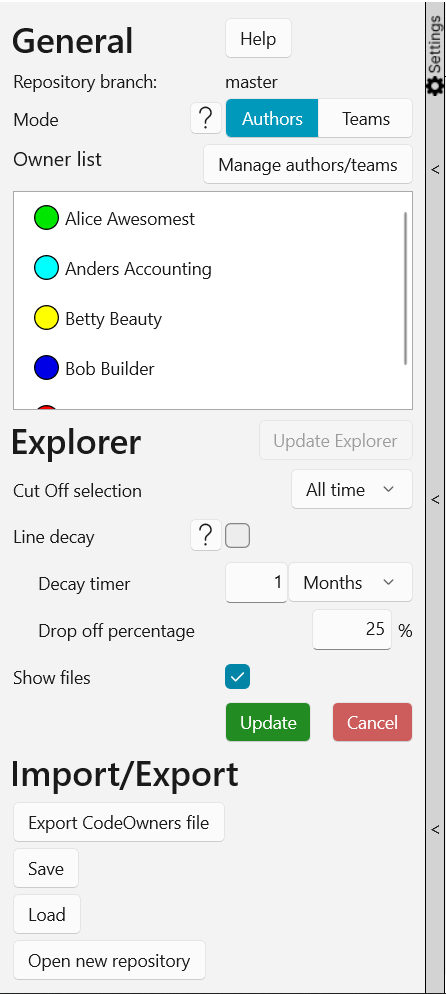 General
Help
Repository branch:
master
Mode
?
Authors
Teams
Owner list
Manage authors/teams
Alice Awesomest
Anders Accounting
Betty Beauty
Bob Builder
Explorer
Update Explorer
Cut Off selection
All time
Line decay
?
Decay timer
1
Months
Drop off percentage
25 %
Show files
Update
Cancel
Import/Export
Export CodeOwners file
Save
Load
Open new repository
Settings
<
<
<